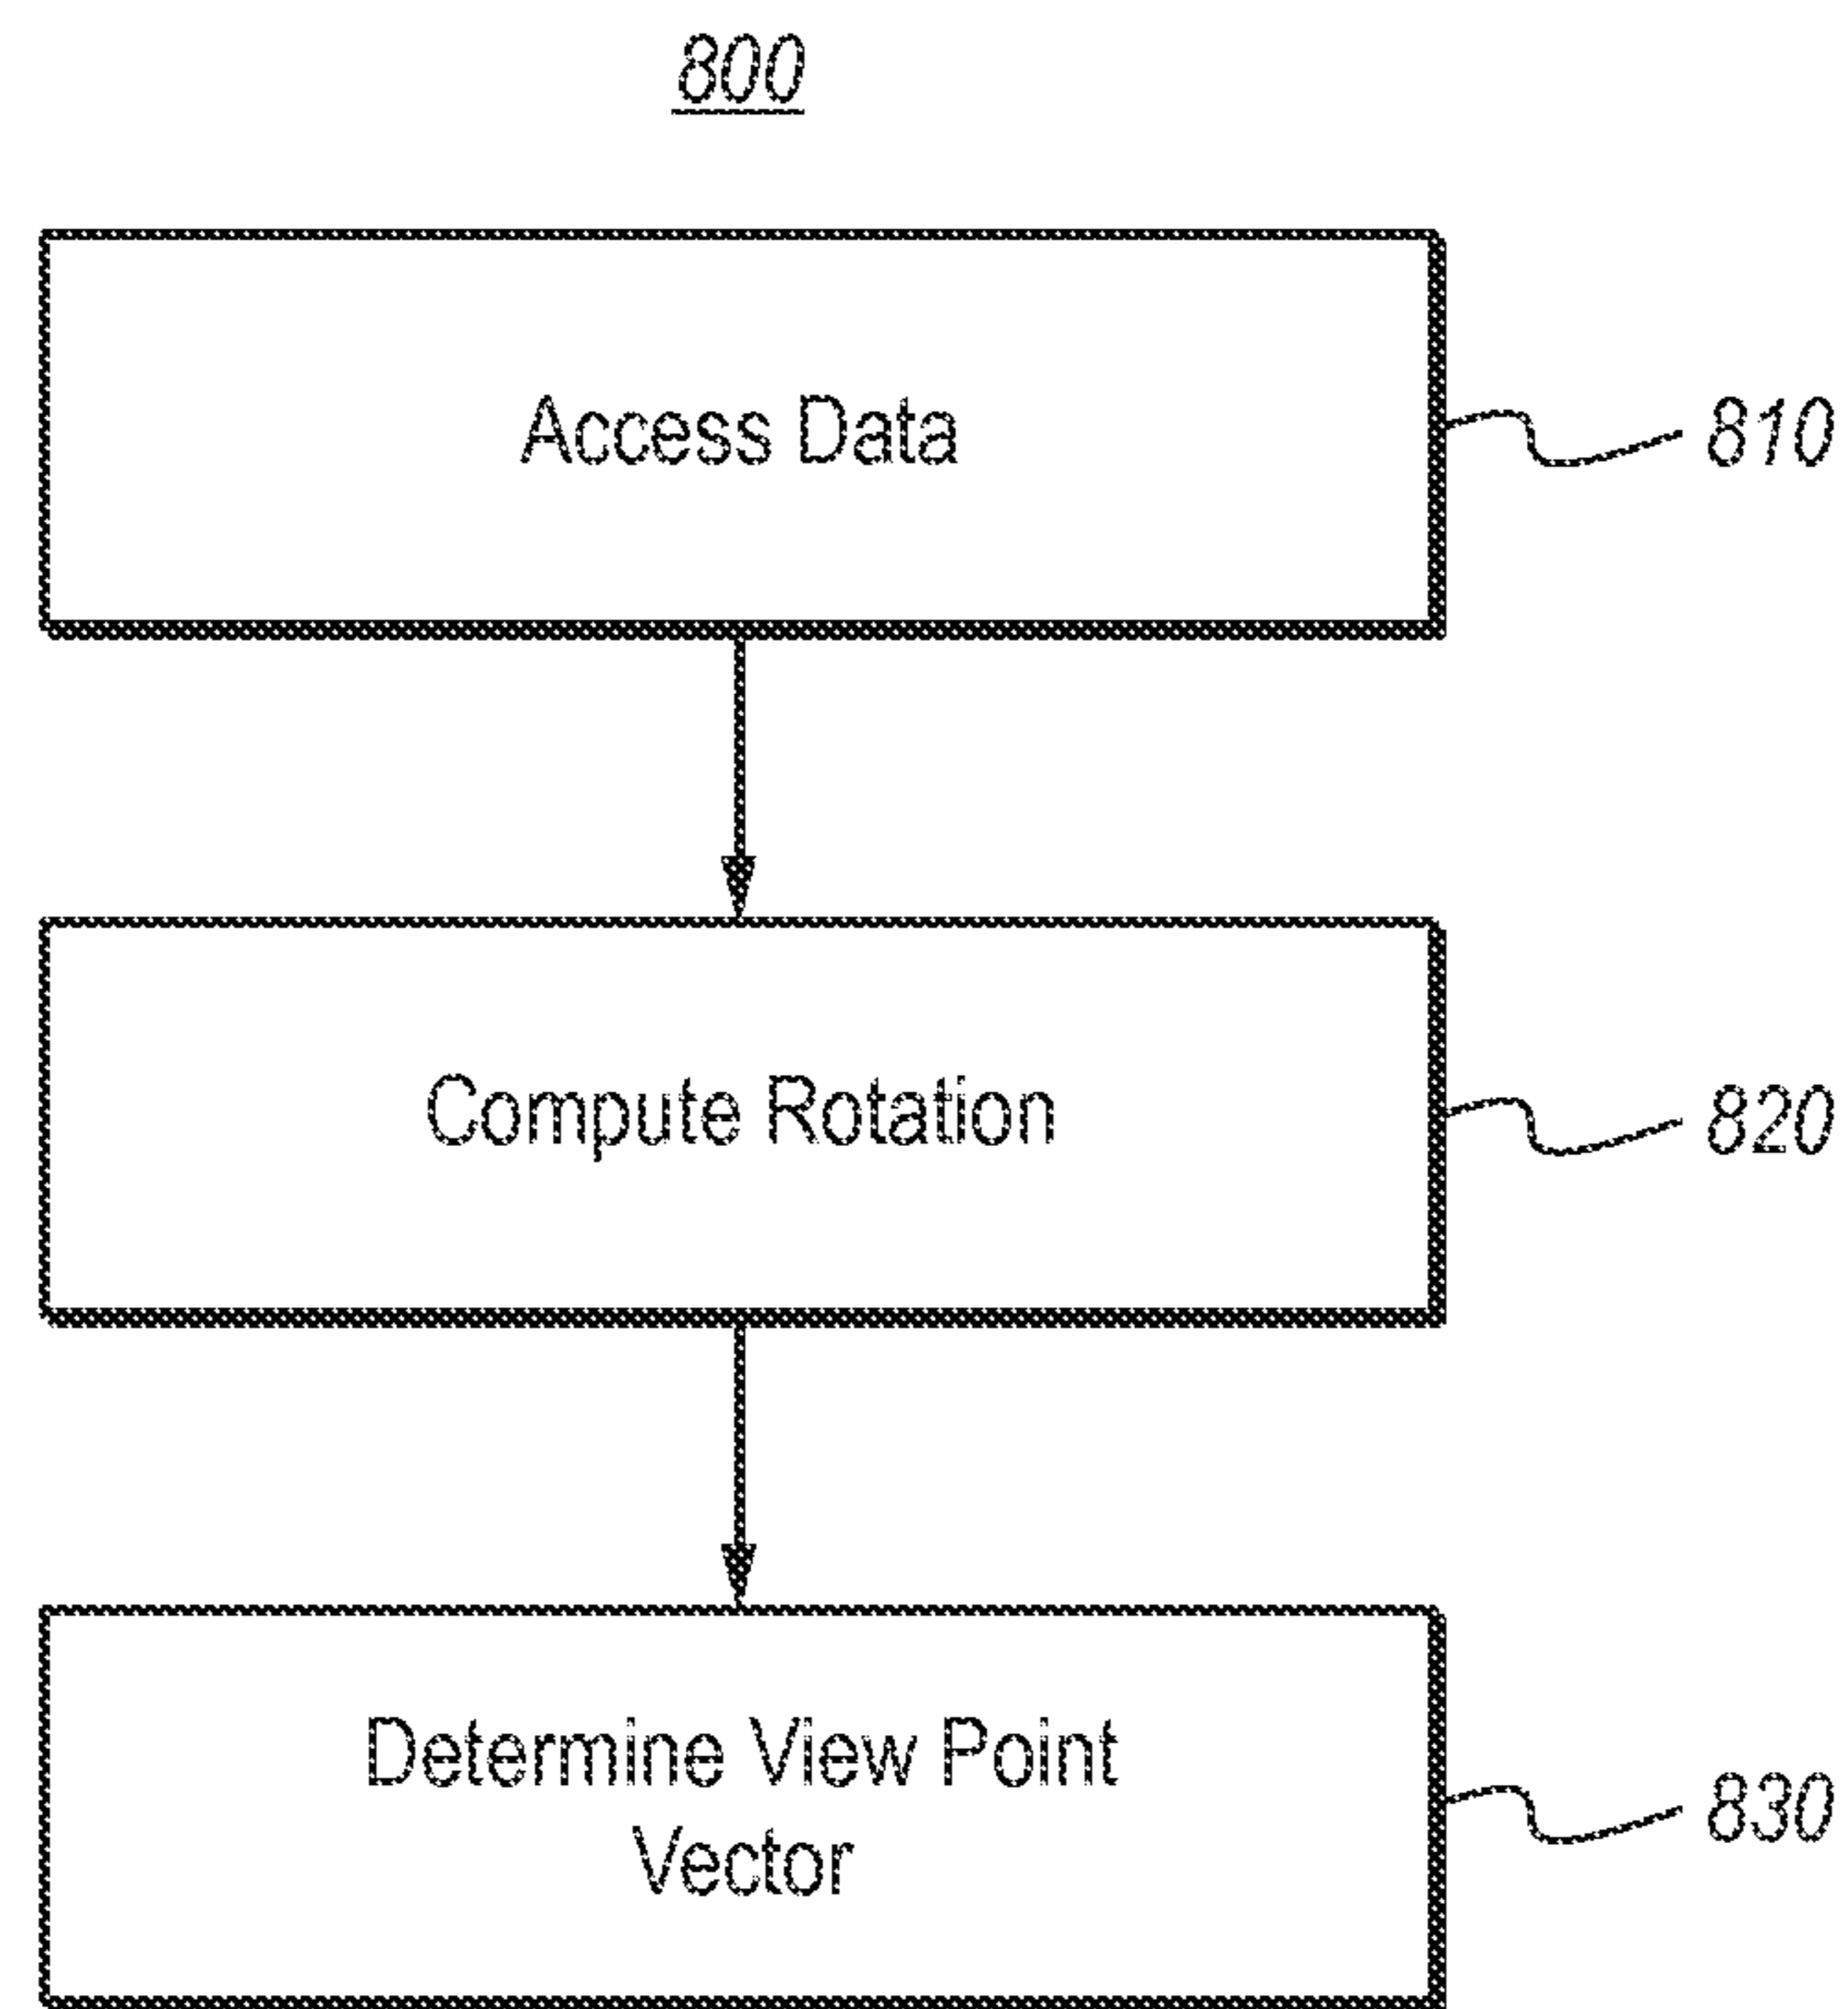 800
Access Data
810
Compute Rotation
820
Determine View Point
Vector
830